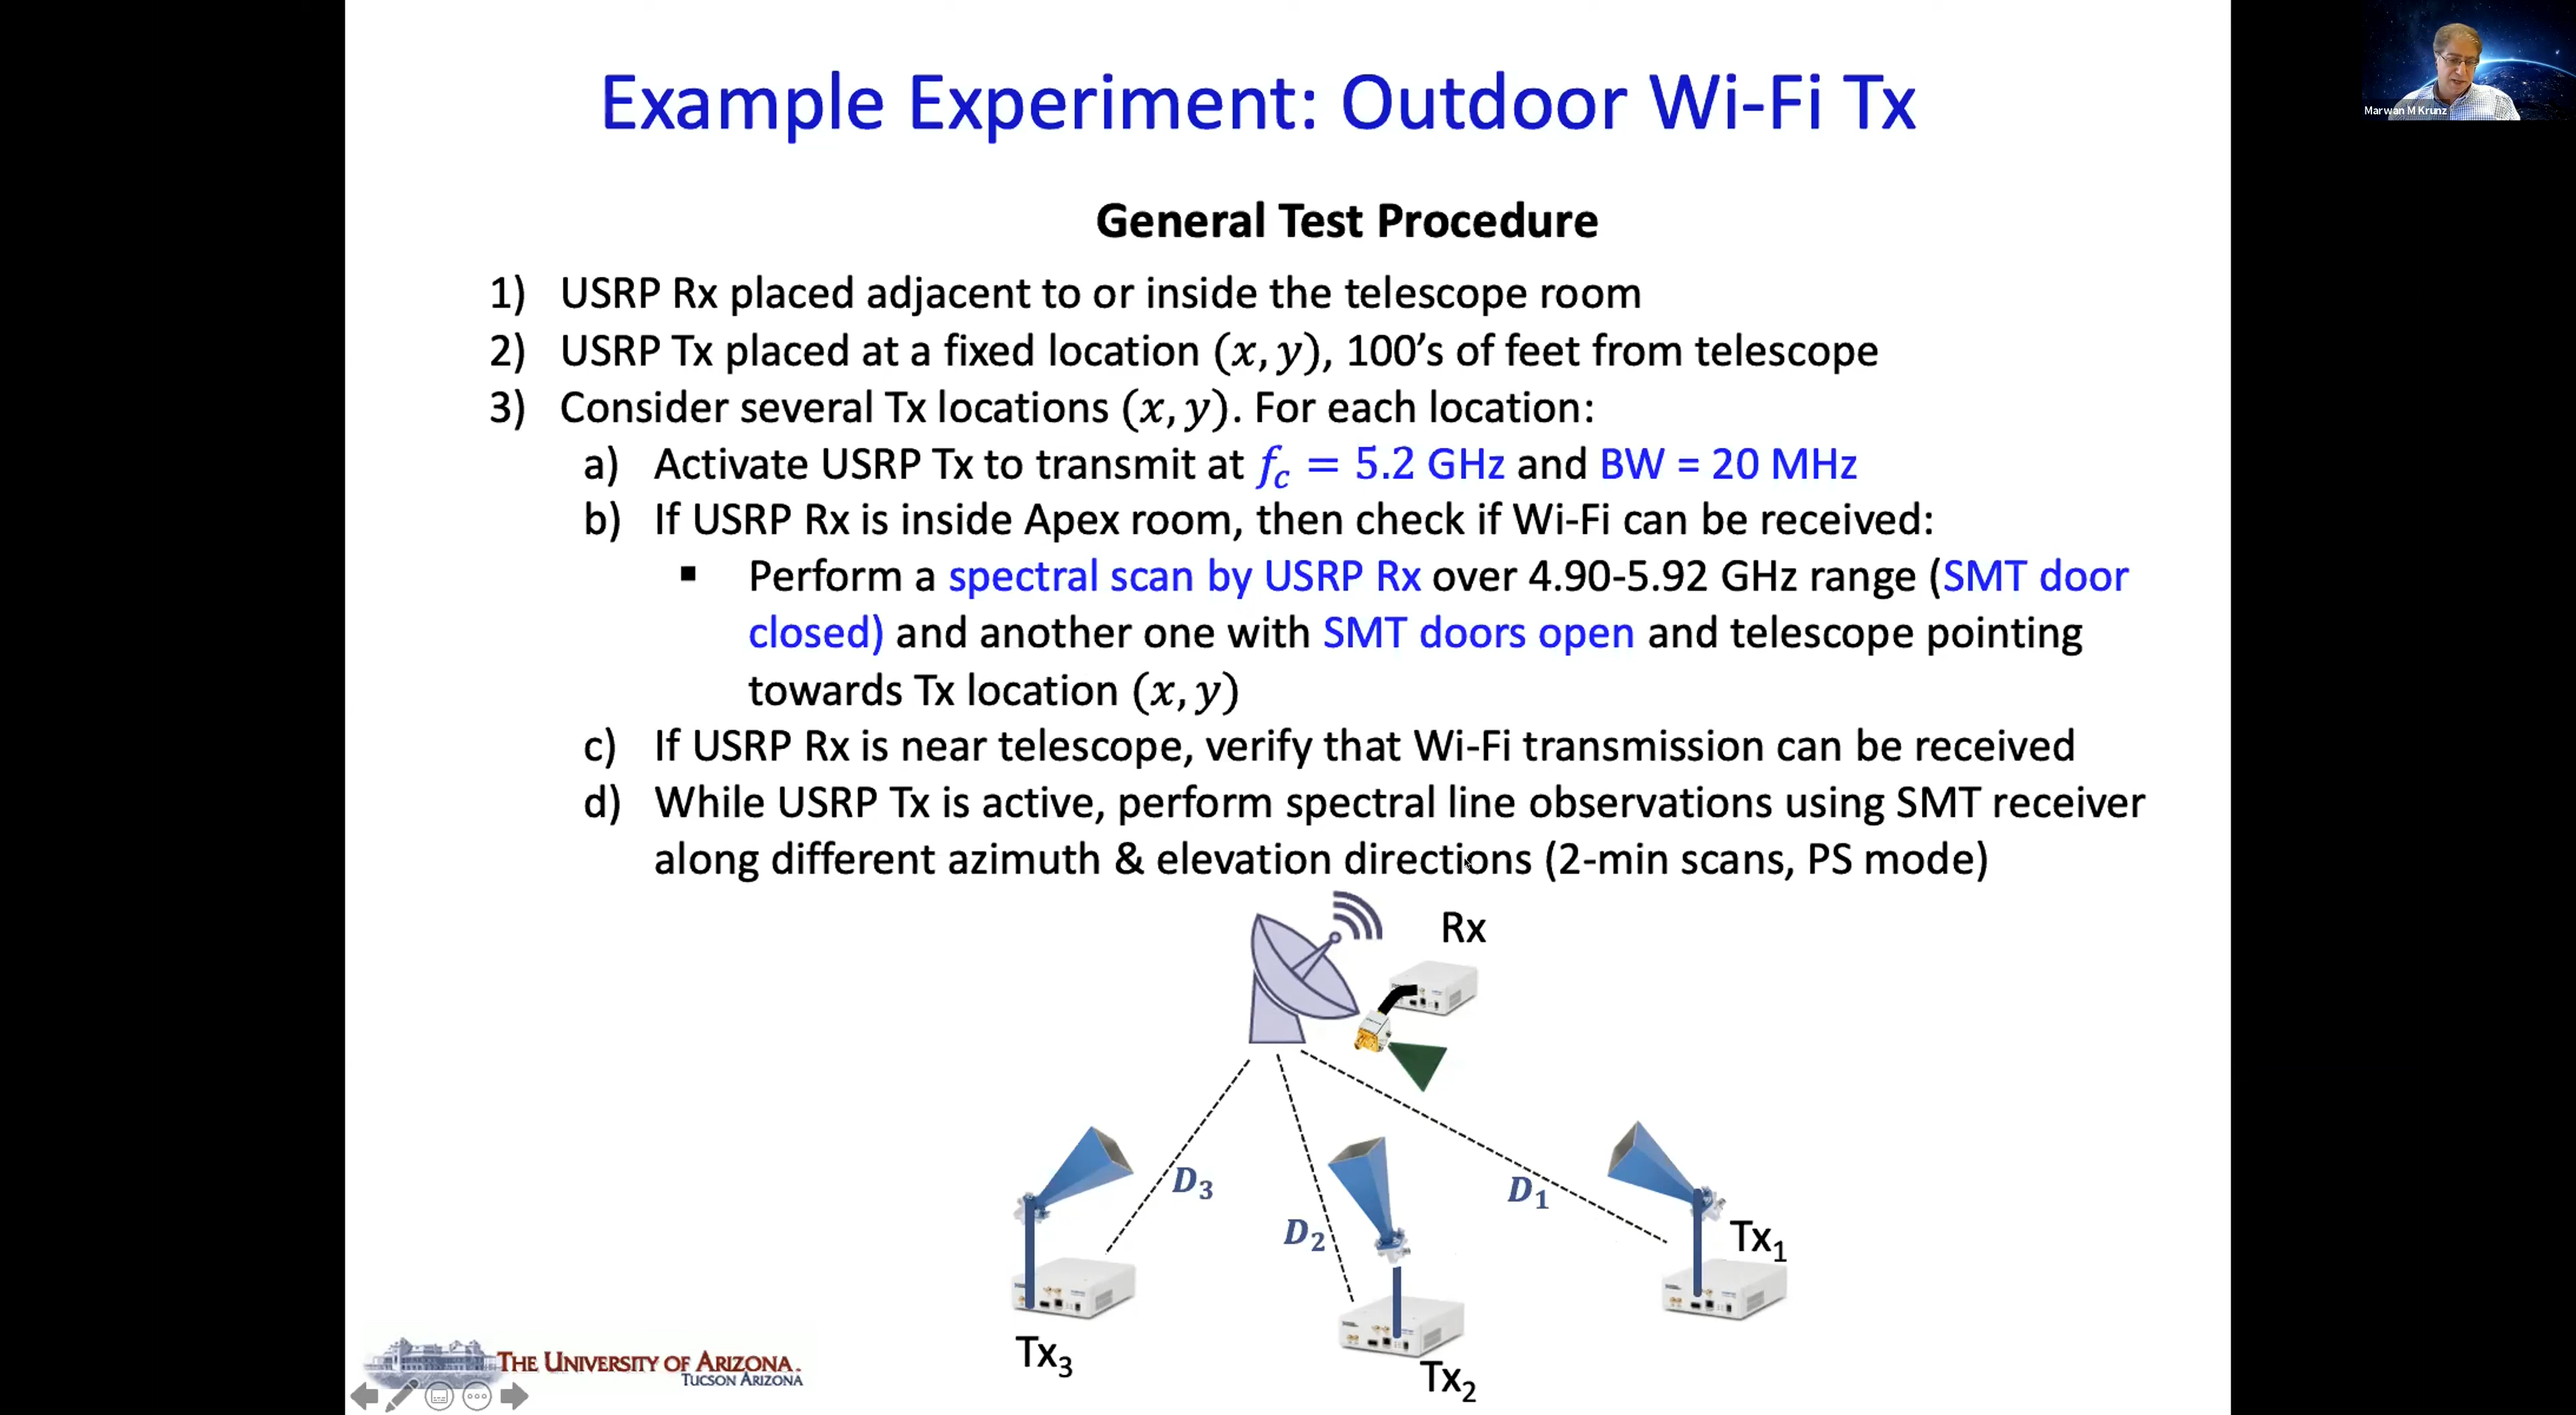 Marwan M Krunz
Example Experiment: Outdoor Wi-Fi Tx
General Test Procedure
1) USRP Rx placed adjacent to or inside the telescope room
2) USRP Tx placed at a fixed location (x, y), 100's of feet from telescope
3) Consider several Tx locations (x, y). For each location:
a) Activate USRP Tx to transmit at f_c = 5.2 GHz and BW = 20 MHz
b) If USRP Rx is inside Apex room, then check if Wi-Fi can be received:
▪ Perform a spectral scan by USRP Rx over 4.90-5.92 GHz range (SMT door
closed) and another one with SMT doors open and telescope pointing
towards Tx location (x, y)
c) If USRP Rx is near telescope, verify that Wi-Fi transmission can be received
d) While USRP Tx is active, perform spectral line observations using SMT receiver
along different azimuth & elevation directions (2-min scans, PS mode)
Rx
D₃
D₂
D₁
Tx₁
Tx₃
Tx₂
THE UNIVERSITY OF ARIZONA.
TUCSON ARIZONA